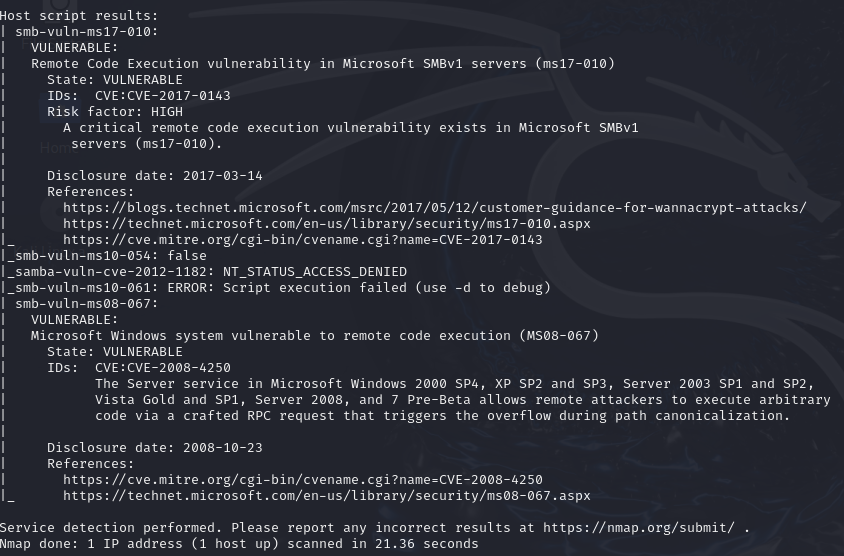 Host script results:
| smb-vuln-ms17-010:
|   VULNERABLE:
|   Remote Code Execution vulnerability in Microsoft SMBv1 servers (ms17-010)
|     State: VULNERABLE
|     IDs:  CVE:CVE-2017-0143
|     Risk factor: HIGH
|       A critical remote code execution vulnerability exists in Microsoft SMBv1
|        servers (ms17-010).
|
|     Disclosure date: 2017-03-14
|     References:
|       https://blogs.technet.microsoft.com/msrc/2017/05/12/customer-guidance-for-wannacrypt-attacks/
|       https://technet.microsoft.com/en-us/library/security/ms17-010.aspx
|_      https://cve.mitre.org/cgi-bin/cvename.cgi?name=CVE-2017-0143
|_smb-vuln-ms10-054: false
|_samba-vuln-cve-2012-1182: NT_STATUS_ACCESS_DENIED
|_smb-vuln-ms10-061: ERROR: Script execution failed (use -d to debug)
| smb-vuln-ms08-067:
|   VULNERABLE:
|   Microsoft Windows system vulnerable to remote code execution (MS08-067)
|     State: VULNERABLE
|     IDs:  CVE:CVE-2008-4250
|           The Server service in Microsoft Windows 2000 SP4, XP SP2 and SP3, Server 2003 SP1 and SP2,
|           Vista Gold and SP1, Server 2008, and 7 Pre-Beta allows remote attackers to execute arbitrary
|           code via a crafted RPC request that triggers the overflow during path canonicalization.
|
|     Disclosure date: 2008-10-23
|     References:
|       https://cve.mitre.org/cgi-bin/cvename.cgi?name=CVE-2008-4250
|_      https://technet.microsoft.com/en-us/library/security/ms08-067.aspx

Service detection performed. Please report any incorrect results at https://nmap.org/submit/ .
Nmap done: 1 IP address (1 host up) scanned in 21.36 seconds